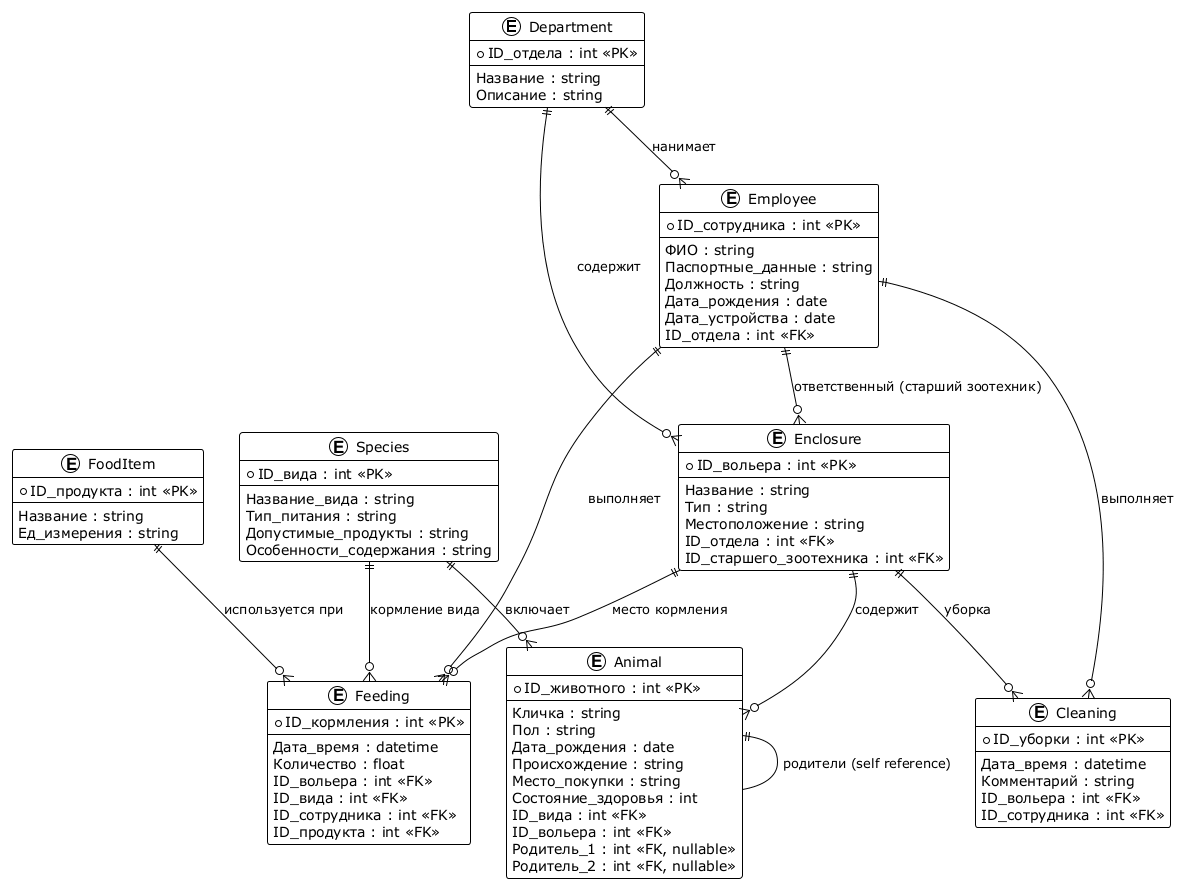 E Department
ID_отдела : int «PK»
Название : string
Описание : string
нанимает
E Employee
ID_сотрудника : int «PK»
ФИО : string
Паспортные_данные : string
Должность : string
Дата_рождения : date
Дата_устройства : date
ID_отдела : int «FK»
содержит
ответственный (старший зоотехник)
E FoodItem
ID_продукта : int «PK»
Название : string
Ед_измерения : string
E Species
ID_вида : int «PK»
Название_вида : string
Тип_питания : string
Допустимые_продукты : string
Особенности_содержания : string
E Enclosure
ID_вольера : int «PK»
Название : string
Тип : string
Местоположение : string
ID_отдела : int «FK»
ID_старшего_зоотехника : int «FK»
выполняет
выполняет
используется при
кормление вида
включает
место кормления
содержит
уборка
E Feeding
ID_кормления : int «PK»
Дата_время : datetime
Количество : float
ID_вольера : int «FK»
ID_вида : int «FK»
ID_сотрудника : int «FK»
ID_продукта : int «FK»
E Animal
ID_животного : int «PK»
Кличка : string
Пол : string
Дата_рождения : date
Происхождение : string
Место_покупки : string
Состояние_здоровья : int
ID_вида : int «FK»
ID_вольера : int «FK»
Родитель_1 : int «FK, nullable»
Родитель_2 : int «FK, nullable»
родители (self reference)
E Cleaning
ID_уборки : int «PK»
Дата_время : datetime
Комментарий : string
ID_вольера : int «FK»
ID_сотрудника : int «FK»